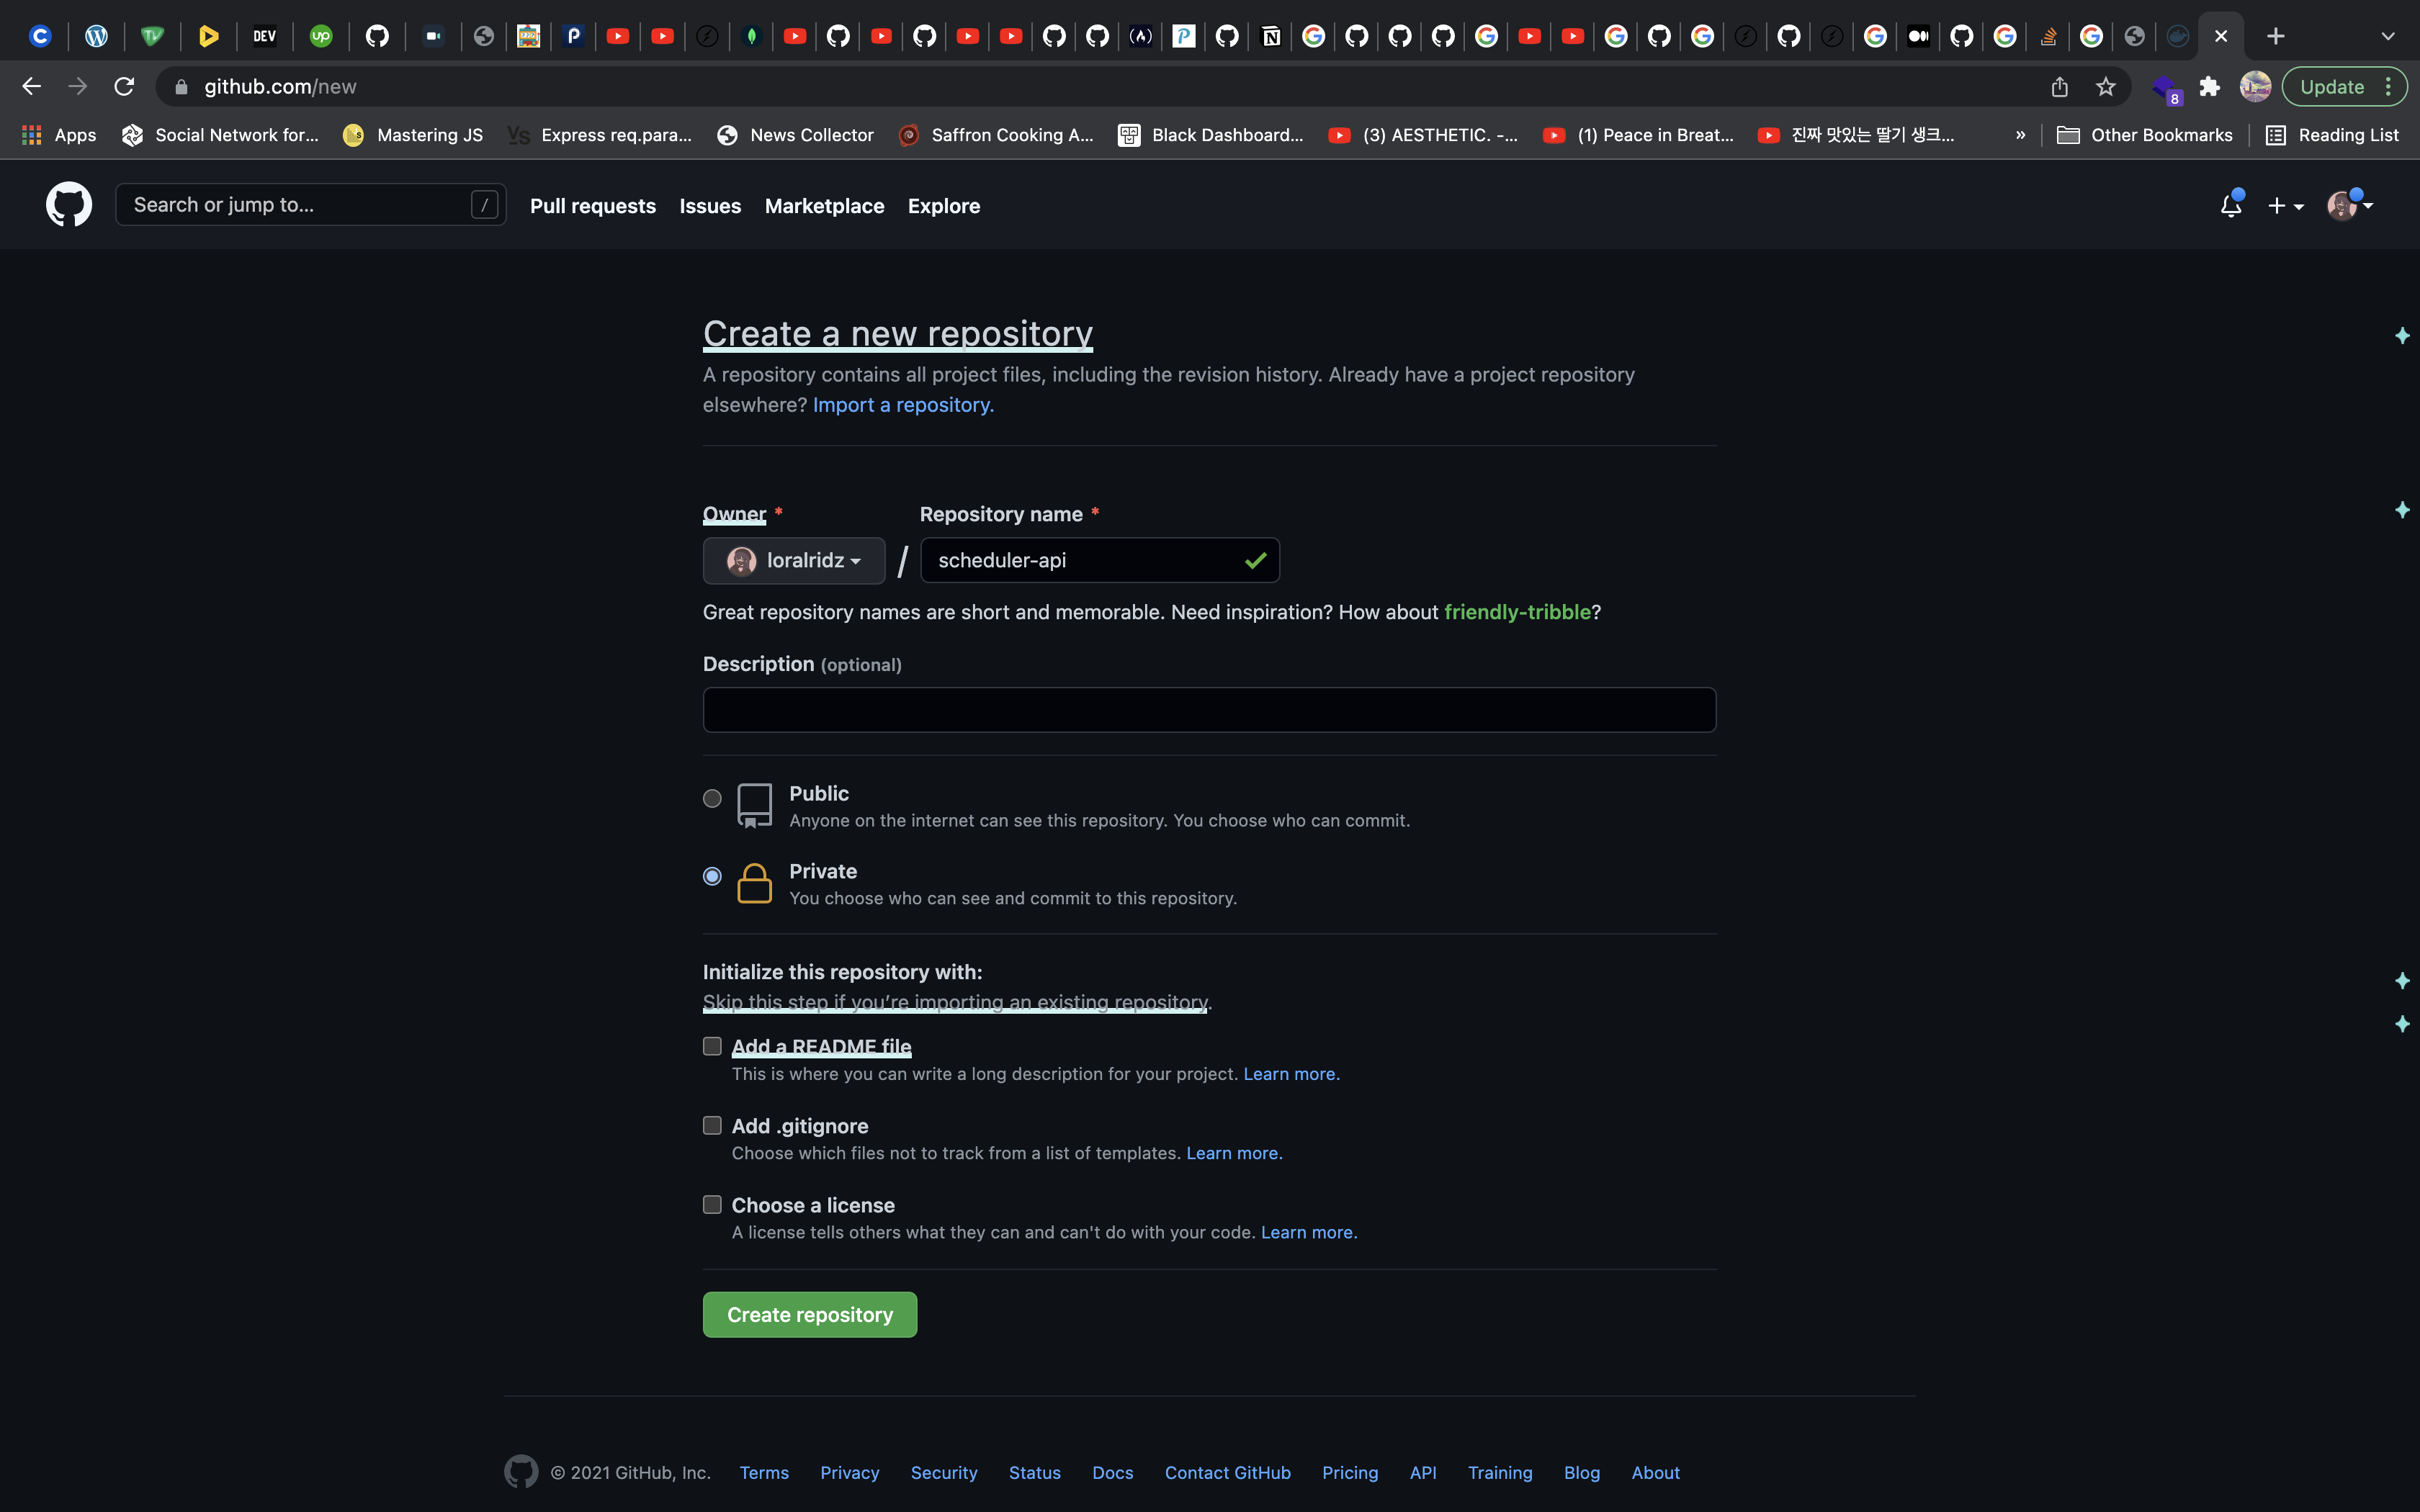 DEV
up
github.com/new
8
Update
Apps
Social Network for...
Mastering JS
Express req.para...
News Collector
Saffron Cooking A...
Black Dashboard...
(3) AESTHETIC. -...
(1) Peace in Breat...
진짜 맛있는 딸기 생크...
»
Other Bookmarks
Reading List
Search or jump to...
/
Pull requests
Issues
Marketplace
Explore
Create a new repository
A repository contains all project files, including the revision history. Already have a project repository
elsewhere? Import a repository.
Owner *
Repository name *
loralridz
/
scheduler-api
Great repository names are short and memorable. Need inspiration? How about friendly-tribble?
Description (optional)
Public
Anyone on the internet can see this repository. You choose who can commit.
Private
You choose who can see and commit to this repository.
Initialize this repository with:
Skip this step if you’re importing an existing repository.
Add a README file
This is where you can write a long description for your project. Learn more.
Add .gitignore
Choose which files not to track from a list of templates. Learn more.
Choose a license
A license tells others what they can and can't do with your code. Learn more.
Create repository
© 2021 GitHub, Inc.
Terms
Privacy
Security
Status
Docs
Contact GitHub
Pricing
API
Training
Blog
About